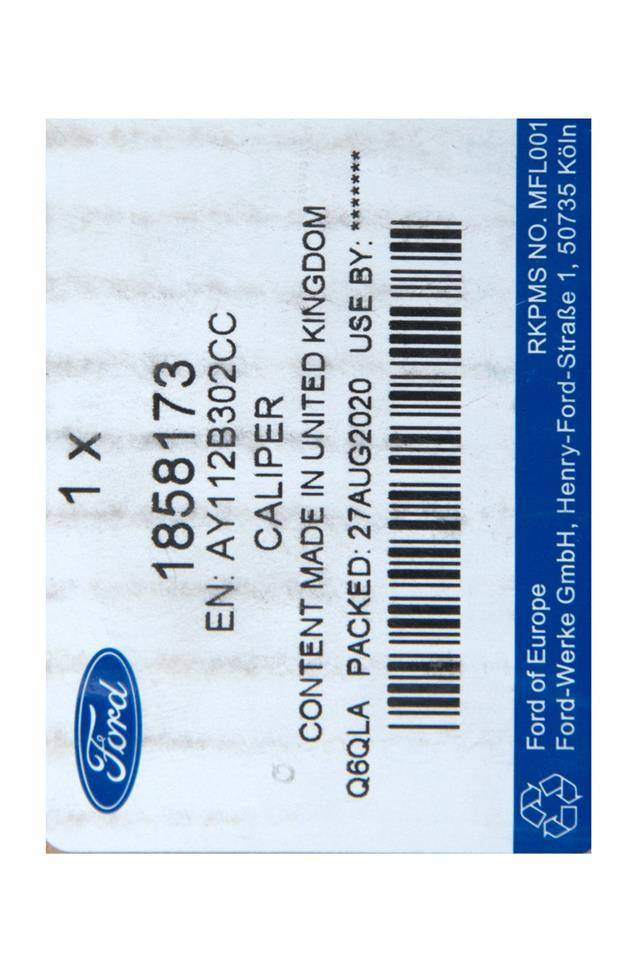 Ford
1 x
1858173
EN: AY112B302CC
CALIPER
CONTENT MADE IN UNITED KINGDOM
Q6QLA PACKED: 27AUG2020 USE BY: *******
Ford of Europe RKPMS NO. MFL001
Ford-Werke GmbH, Henry-Ford-Straße 1, 50735 Köln